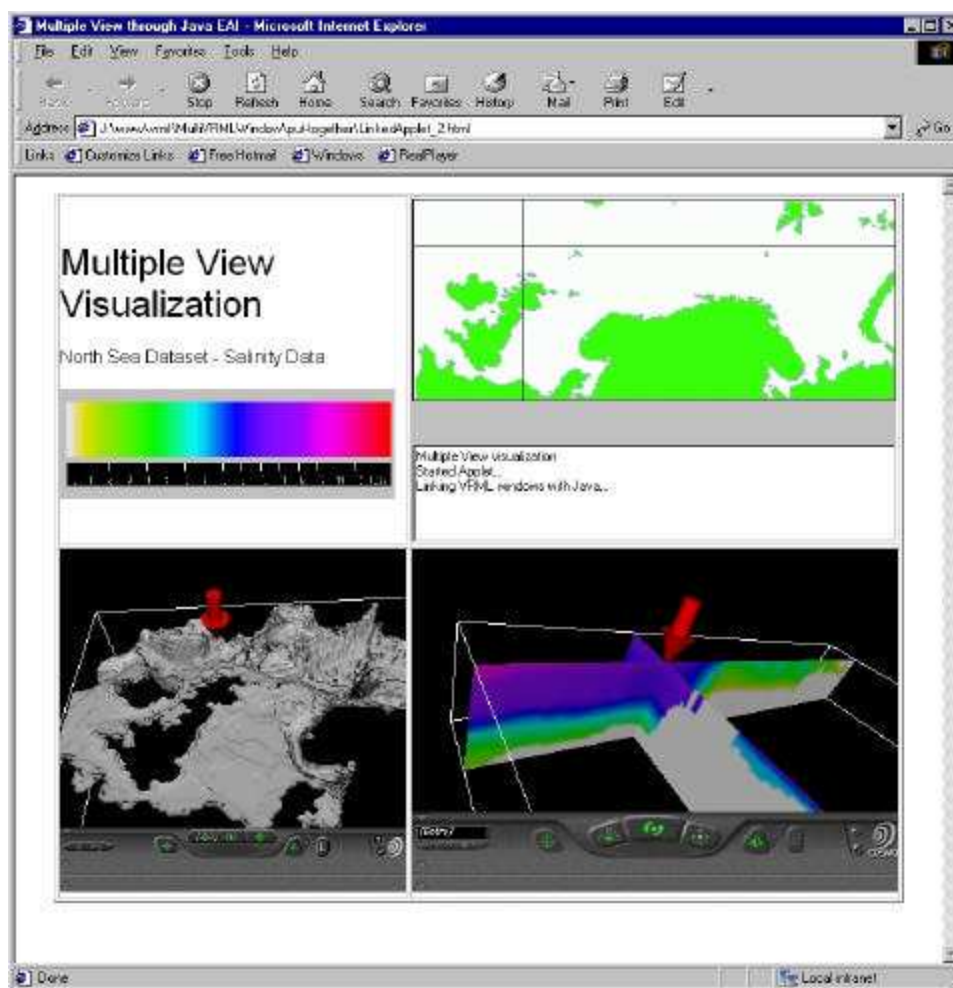 Multiple View through Java EAI - Microsoft Internet Explorer
File Edit View Favorites Tools Help
Stop Refresh Home Search Favorites History Mail Print Edit
Address Go
Links Customize Links Free Hotmail Windows RealPlayer
Multiple View
Visualization
North Sea Dataset - Salinity Data
Multiple View visualization
Started Applet...
Linking VRML windows with Java...
COSMO
Done Local intranet